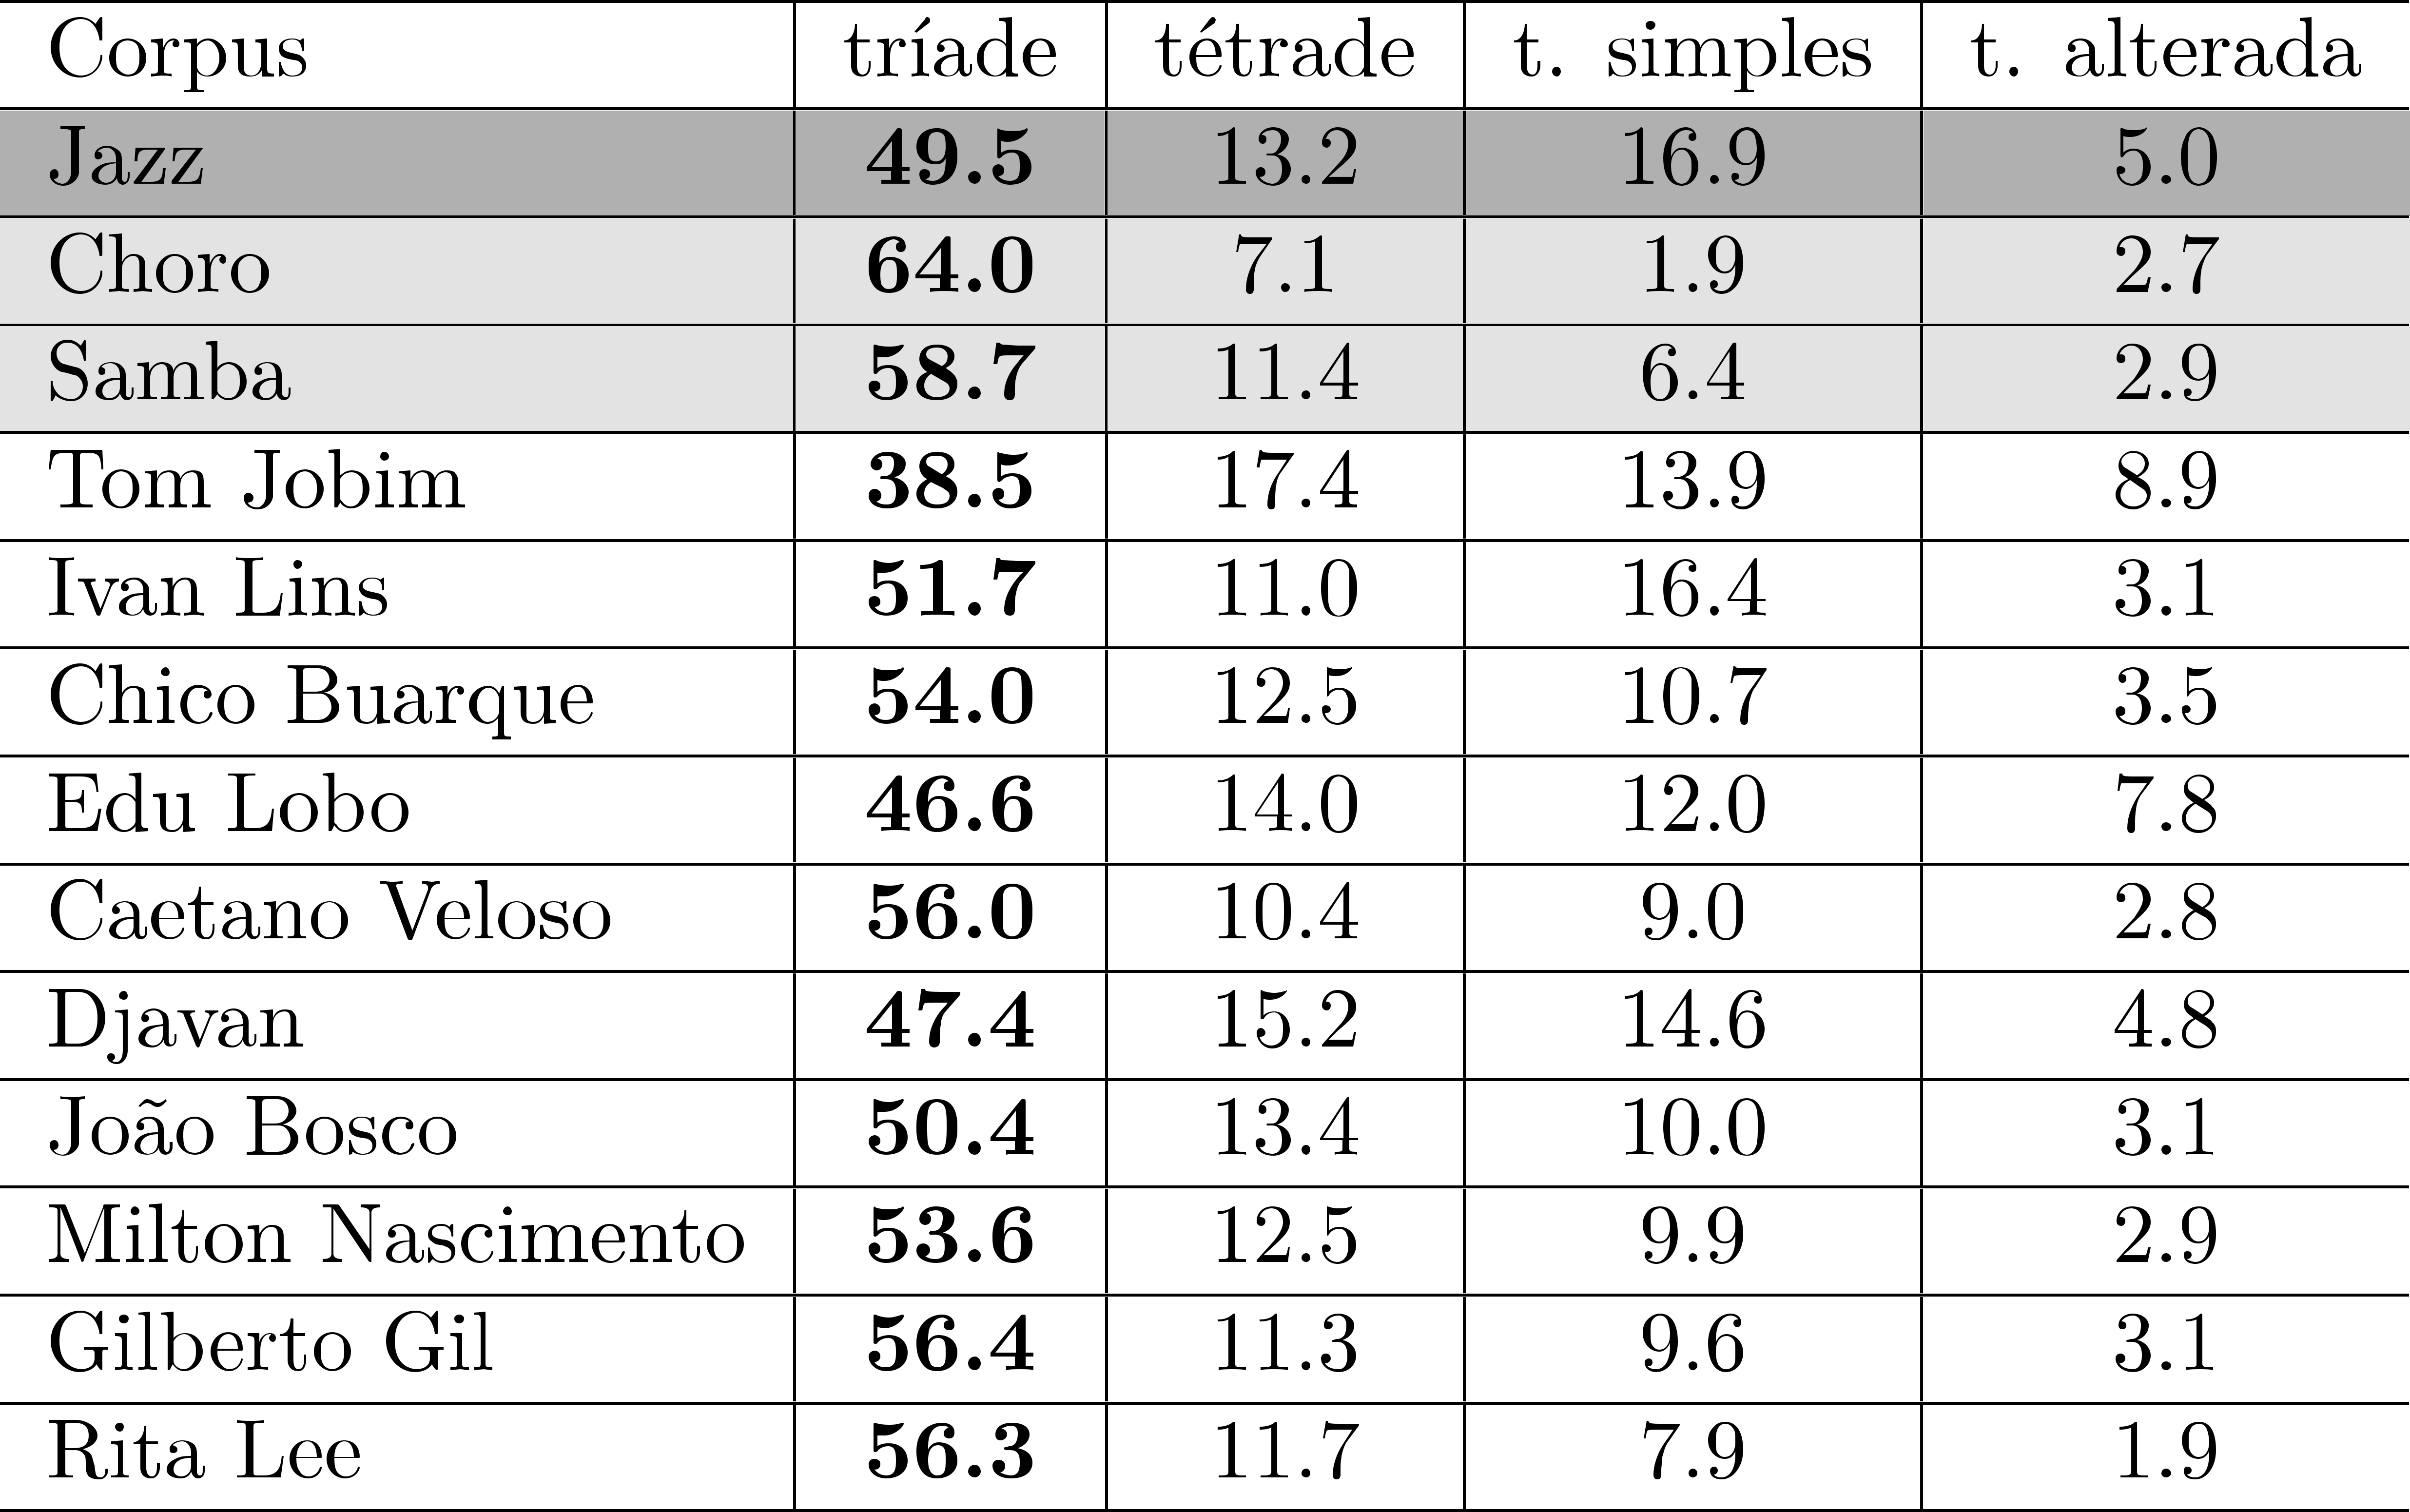 Corpus tríade tétrade t. simples t. alterada
Jazz 49.5 13.2 16.9 5.0
Choro 64.0 7.1 1.9 2.7
Samba 58.7 11.4 6.4 2.9
Tom Jobim 38.5 17.4 13.9 8.9
Ivan Lins 51.7 11.0 16.4 3.1
Chico Buarque 54.0 12.5 10.7 3.5
Edu Lobo 46.6 14.0 12.0 7.8
Caetano Veloso 56.0 10.4 9.0 2.8
Djavan 47.4 15.2 14.6 4.8
João Bosco 50.4 13.4 10.0 3.1
Milton Nascimento 53.6 12.5 9.9 2.9
Gilberto Gil 56.4 11.3 9.6 3.1
Rita Lee 56.3 11.7 7.9 1.9